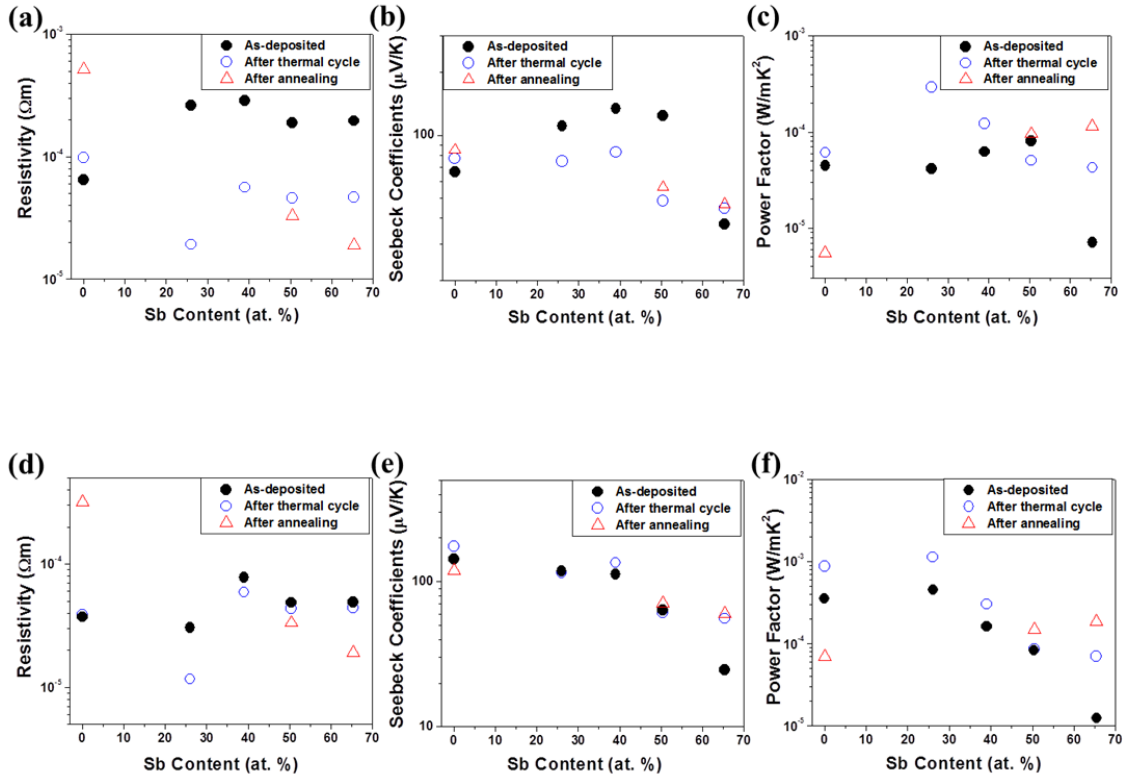 (a)
Resistivity (Ωm)
10⁻³
10⁻⁴
10⁻⁵
As-deposited
After thermal cycle
After annealing
0 10 20 30 40 50 60 70
Sb Content (at. %)
(b)
Seebeck Coefficients (μV/K)
100
As-deposited
After thermal cycle
After annealing
0 10 20 30 40 50 60 70
Sb Content (at. %)
(c)
Power Factor (W/mK²)
10⁻³
10⁻⁴
10⁻⁵
As-deposited
After thermal cycle
After annealing
0 10 20 30 40 50 60 70
Sb Content (at. %)
(d)
Resistivity (Ωm)
10⁻⁴
10⁻⁵
As-deposited
After thermal cycle
After annealing
0 10 20 30 40 50 60 70
Sb Content (at. %)
(e)
Seebeck Coefficients (μV/K)
100
10
As-deposited
After thermal cycle
After annealing
0 10 20 30 40 50 60 70
Sb Content (at. %)
(f)
Power Factor (W/mK²)
10⁻²
10⁻³
10⁻⁴
10⁻⁵
As-deposited
After thermal cycle
After annealing
0 10 20 30 40 50 60 70
Sb Content (at. %)